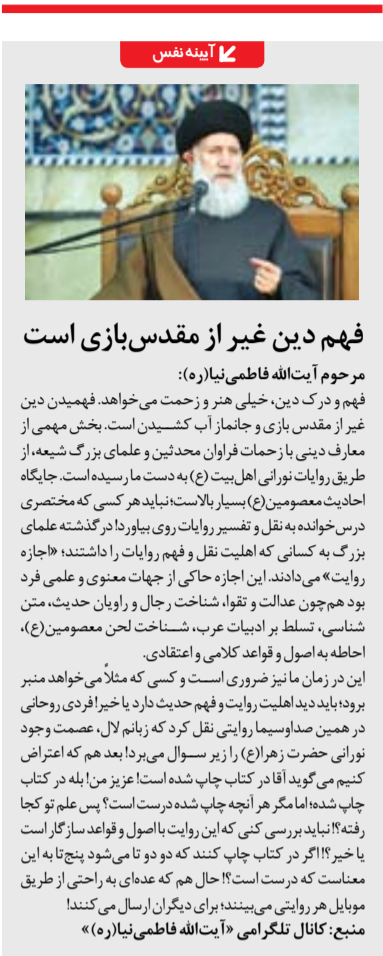 آیینه نفس
فهم دین غیر از مقدس‌بازی است
مرحوم آیت‌الله فاطمی‌نیا(ره):
فهم و درک دین، خیلی هنر و زحمت می‌خواهد. فهمیدن دین
غیر از مقدس بازی و جانماز آب کشیدن است. بخش مهمی از
معارف دینی با زحمات فراوان محدثین و علمای بزرگ شیعه، از
طریق روایات نورانی اهل‌بیت (ع) به دست ما رسیده است. جایگاه
احادیث معصومین(ع) بسیار بالاست؛ نباید هر کسی که مختصری
درس خوانده به نقل و تفسیر روایات روی بیاورد! در گذشته علمای
بزرگ به کسانی که اهلیت نقل و فهم روایات را داشتند؛ «اجازه
روایت» می‌دادند. این اجازه حاکی از جهات معنوی و علمی فرد
بود هم‌چون عدالت و تقوا، شناخت رجال و راویان حدیث، متن
شناسی، تسلط بر ادبیات عرب، شناخت لحن معصومین(ع)،
احاطه به اصول و قواعد کلامی و اعتقادی.
این در زمان ما نیز ضروری است و کسی که مثلاً می‌خواهد منبر
برود؛ باید دید اهلیت روایت و فهم حدیث دارد یا خیر! فردی روحانی
در همین صداوسیما روایتی نقل کرد که زبانم لال، عصمت وجود
نورانی حضرت زهرا(ع) را زیر سوال می‌برد! بعد هم که اعتراض
کنیم می گوید آقا در کتاب چاپ شده است! عزیز من! بله در کتاب
چاپ شده؛ اما مگر هر آنچه چاپ شده درست است؟ پس علم تو کجا
رفته؟! نباید بررسی کنی که این روایت با اصول و قواعد سازگار است
یا خیر؟! اگر در کتاب چاپ کنند که دو دو تا می‌شود پنج‌تا به این
معناست که درست است؟! حال هم که عده‌ای به راحتی از طریق
موبایل هر روایتی می‌بینند؛ برای دیگران ارسال می‌کنند!
منبع: کانال تلگرامی «آیت‌الله فاطمی‌نیا(ره)»